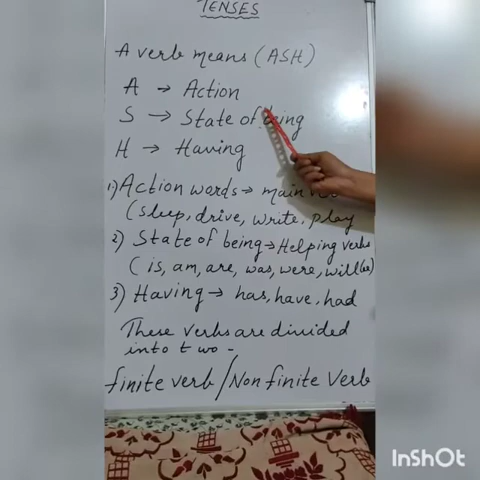 TENSES
A verb means (ASH)
A → Action
S → State of being
H → Having
1) Action words → main
(sleep, drive, write, play
2) State of being → Helping verbs
(is, am, are, was, were, will(be)
3) Having → has, have, had
These verbs are divided
into two -
finite verb / Non finite Verb
InShOt